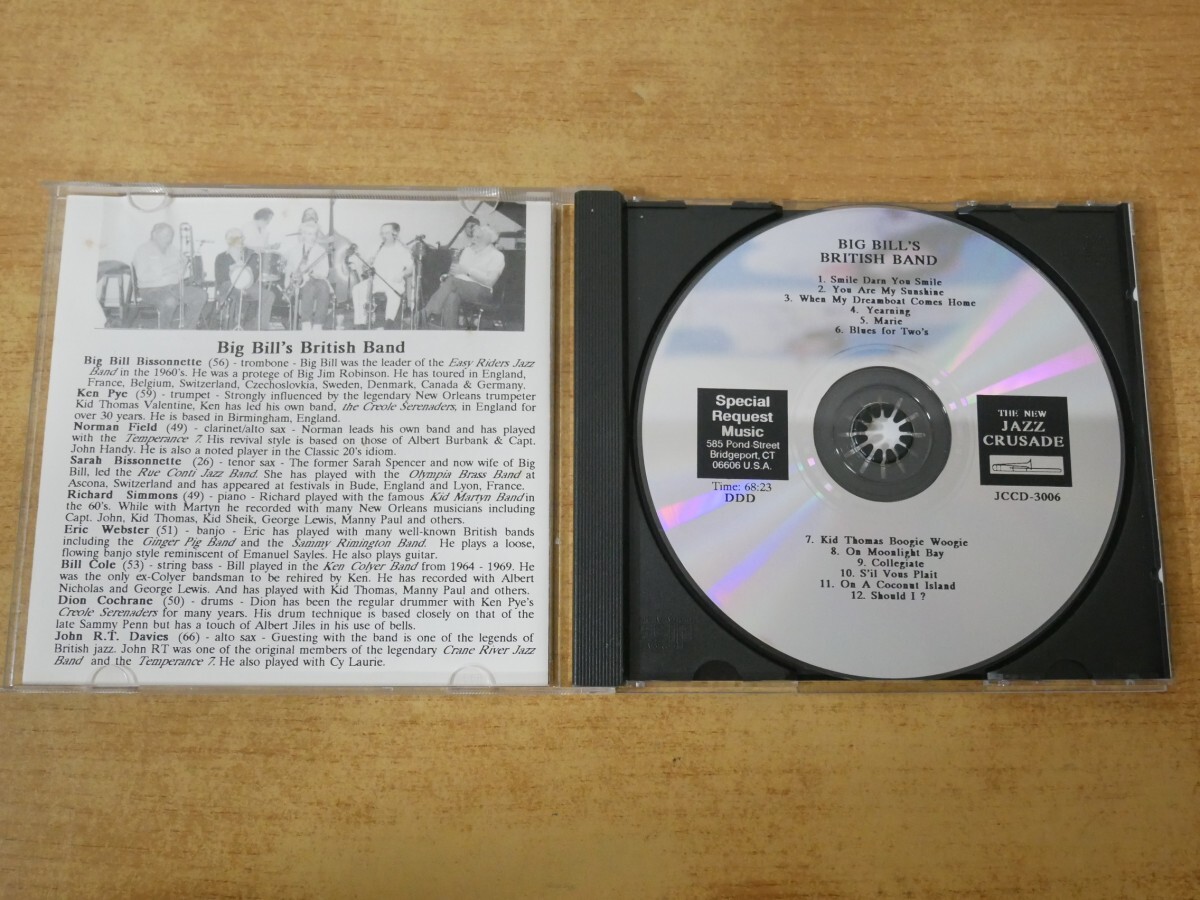 Big Bill's British Band
Big Bill Bissonnette (56) - trombone - Big Bill was the leader of the Easy Riders Jazz
Band in the 1960's. He was a protege of Big Jim Robinson. He has toured in England,
France, Belgium, Switzerland, Czechoslovkia, Sweden, Denmark, Canada & Germany.
Ken Pye (59) - trumpet - Strongly influenced by the legendary New Orleans trumpeter
Kid Thomas Valentine, Ken has led his own band, the Creole Serenaders, in England for
over 30 years. He is based in Birmingham, England.
Norman Field (49) - clarinet/alto sax - Norman leads his own band and has played
with the Temperance 7. His revival style is based on those of Albert Burbank & Capt.
John Handy. He is also a noted player in the Classic 20's idiom.
Sarah Bissonnette (26) - tenor sax - The former Sarah Spencer and now wife of Big
Bill, led the Rue Conti Jazz Band. She has played with the Olympia Brass Band at
Ascona, Switzerland and has appeared at festivals in Bude, England and Lyon, France.
Richard Simmons (49) - piano - Richard played with the famous Kid Martyn Band in
the 60's. While with Martyn he recorded with many New Orleans musicians including
Capt. John, Kid Thomas, Kid Sheik, George Lewis, Manny Paul and others.
Eric Webster (51) - banjo - Eric has played with many well-known British bands
including the Ginger Pig Band and the Sammy Rimington Band. He plays a loose,
flowing banjo style reminiscent of Emanuel Sayles. He also plays guitar.
Bill Cole (53) - string bass - Bill played in the Ken Colyer Band from 1964 - 1969. He
was the only ex-Colyer bandsman to be rehired by Ken. He has recorded with Albert
Nicholas and George Lewis. And has played with Kid Thomas, Manny Paul and others.
Dion Cochrane (50) - drums - Dion has been the regular drummer with Ken Pye's
Creole Serenaders for many years. His drum technique is based closely on that of the
late Sammy Penn but has a touch of Albert Jiles in his use of bells.
John R.T. Davies (66) - alto sax - Guesting with the band is one of the legends of
British jazz. John RT was one of the original members of the legendary Crane River Jazz
Band and the Temperance 7. He also played with Cy Laurie.
BIG BILL'S
BRITISH BAND
1. Smile Darn You Smile
2. You Are My Sunshine
3. When My Dreamboat Comes Home
4. Yearning
5. Marie
6. Blues for Two's
Special
Request
Music
585 Pond Street
Bridgeport, CT
06606 U.S.A.
Time: 68:23
DDD
THE NEW
JAZZ
CRUSADE
JCCD-3006
7. Kid Thomas Boogie Woogie
8. On Moonlight Bay
9. Collegiate
10. S'il Vous Plait
11. On A Coconut Island
12. Should I ?